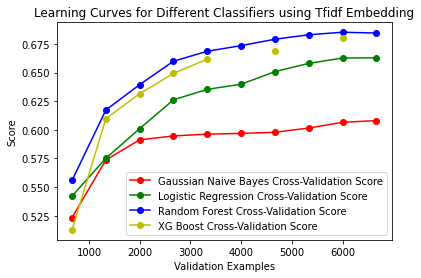 Learning Curves for Different Classifiers using Tfidf Embedding
Score
0.675
0.650
0.625
0.600
0.575
0.550
0.525
Gaussian Naive Bayes Cross-Validation Score
Logistic Regression Cross-Validation Score
Random Forest Cross-Validation Score
XG Boost Cross-Validation Score
1000 2000 3000 4000 5000 6000
Validation Examples